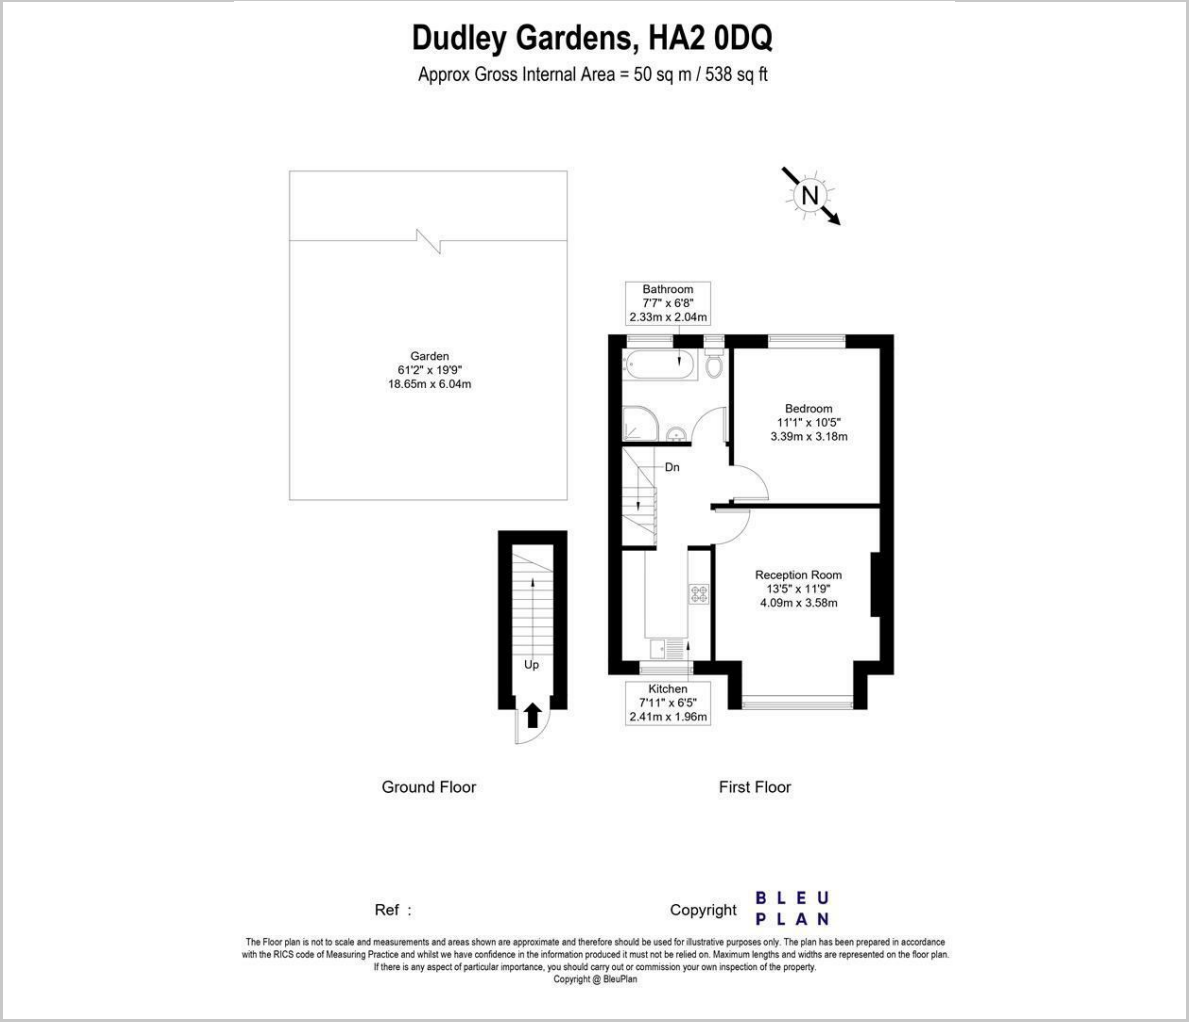 Dudley Gardens, HA2 0DQ
Approx Gross Internal Area = 50 sq m / 538 sq ft
N
Bathroom
7'7" x 6'8"
2.33m x 2.04m
Garden
61'2" x 19'9"
18.65m x 6.04m
Bedroom
11'1" x 10'5"
3.39m x 3.18m
Dn
Reception Room
13'5" x 11'9"
4.09m x 3.58m
Up
Kitchen
7'11" x 6'5"
2.41m x 1.96m
Ground Floor
First Floor
Ref :
Copyright
BLEU
PLAN
The Floor plan is not to scale and measurements and areas shown are approximate and therefore should be used for illustrative purposes only. The plan has been prepared in accordance
with the RICS code of Measuring Practice and whilst we have confidence in the information produced it must not be relied on. Maximum lengths and widths are represented on the floor plan.
If there is any aspect of particular importance, you should carry out or commission your own inspection of the property.
Copyright @ BleuPlan